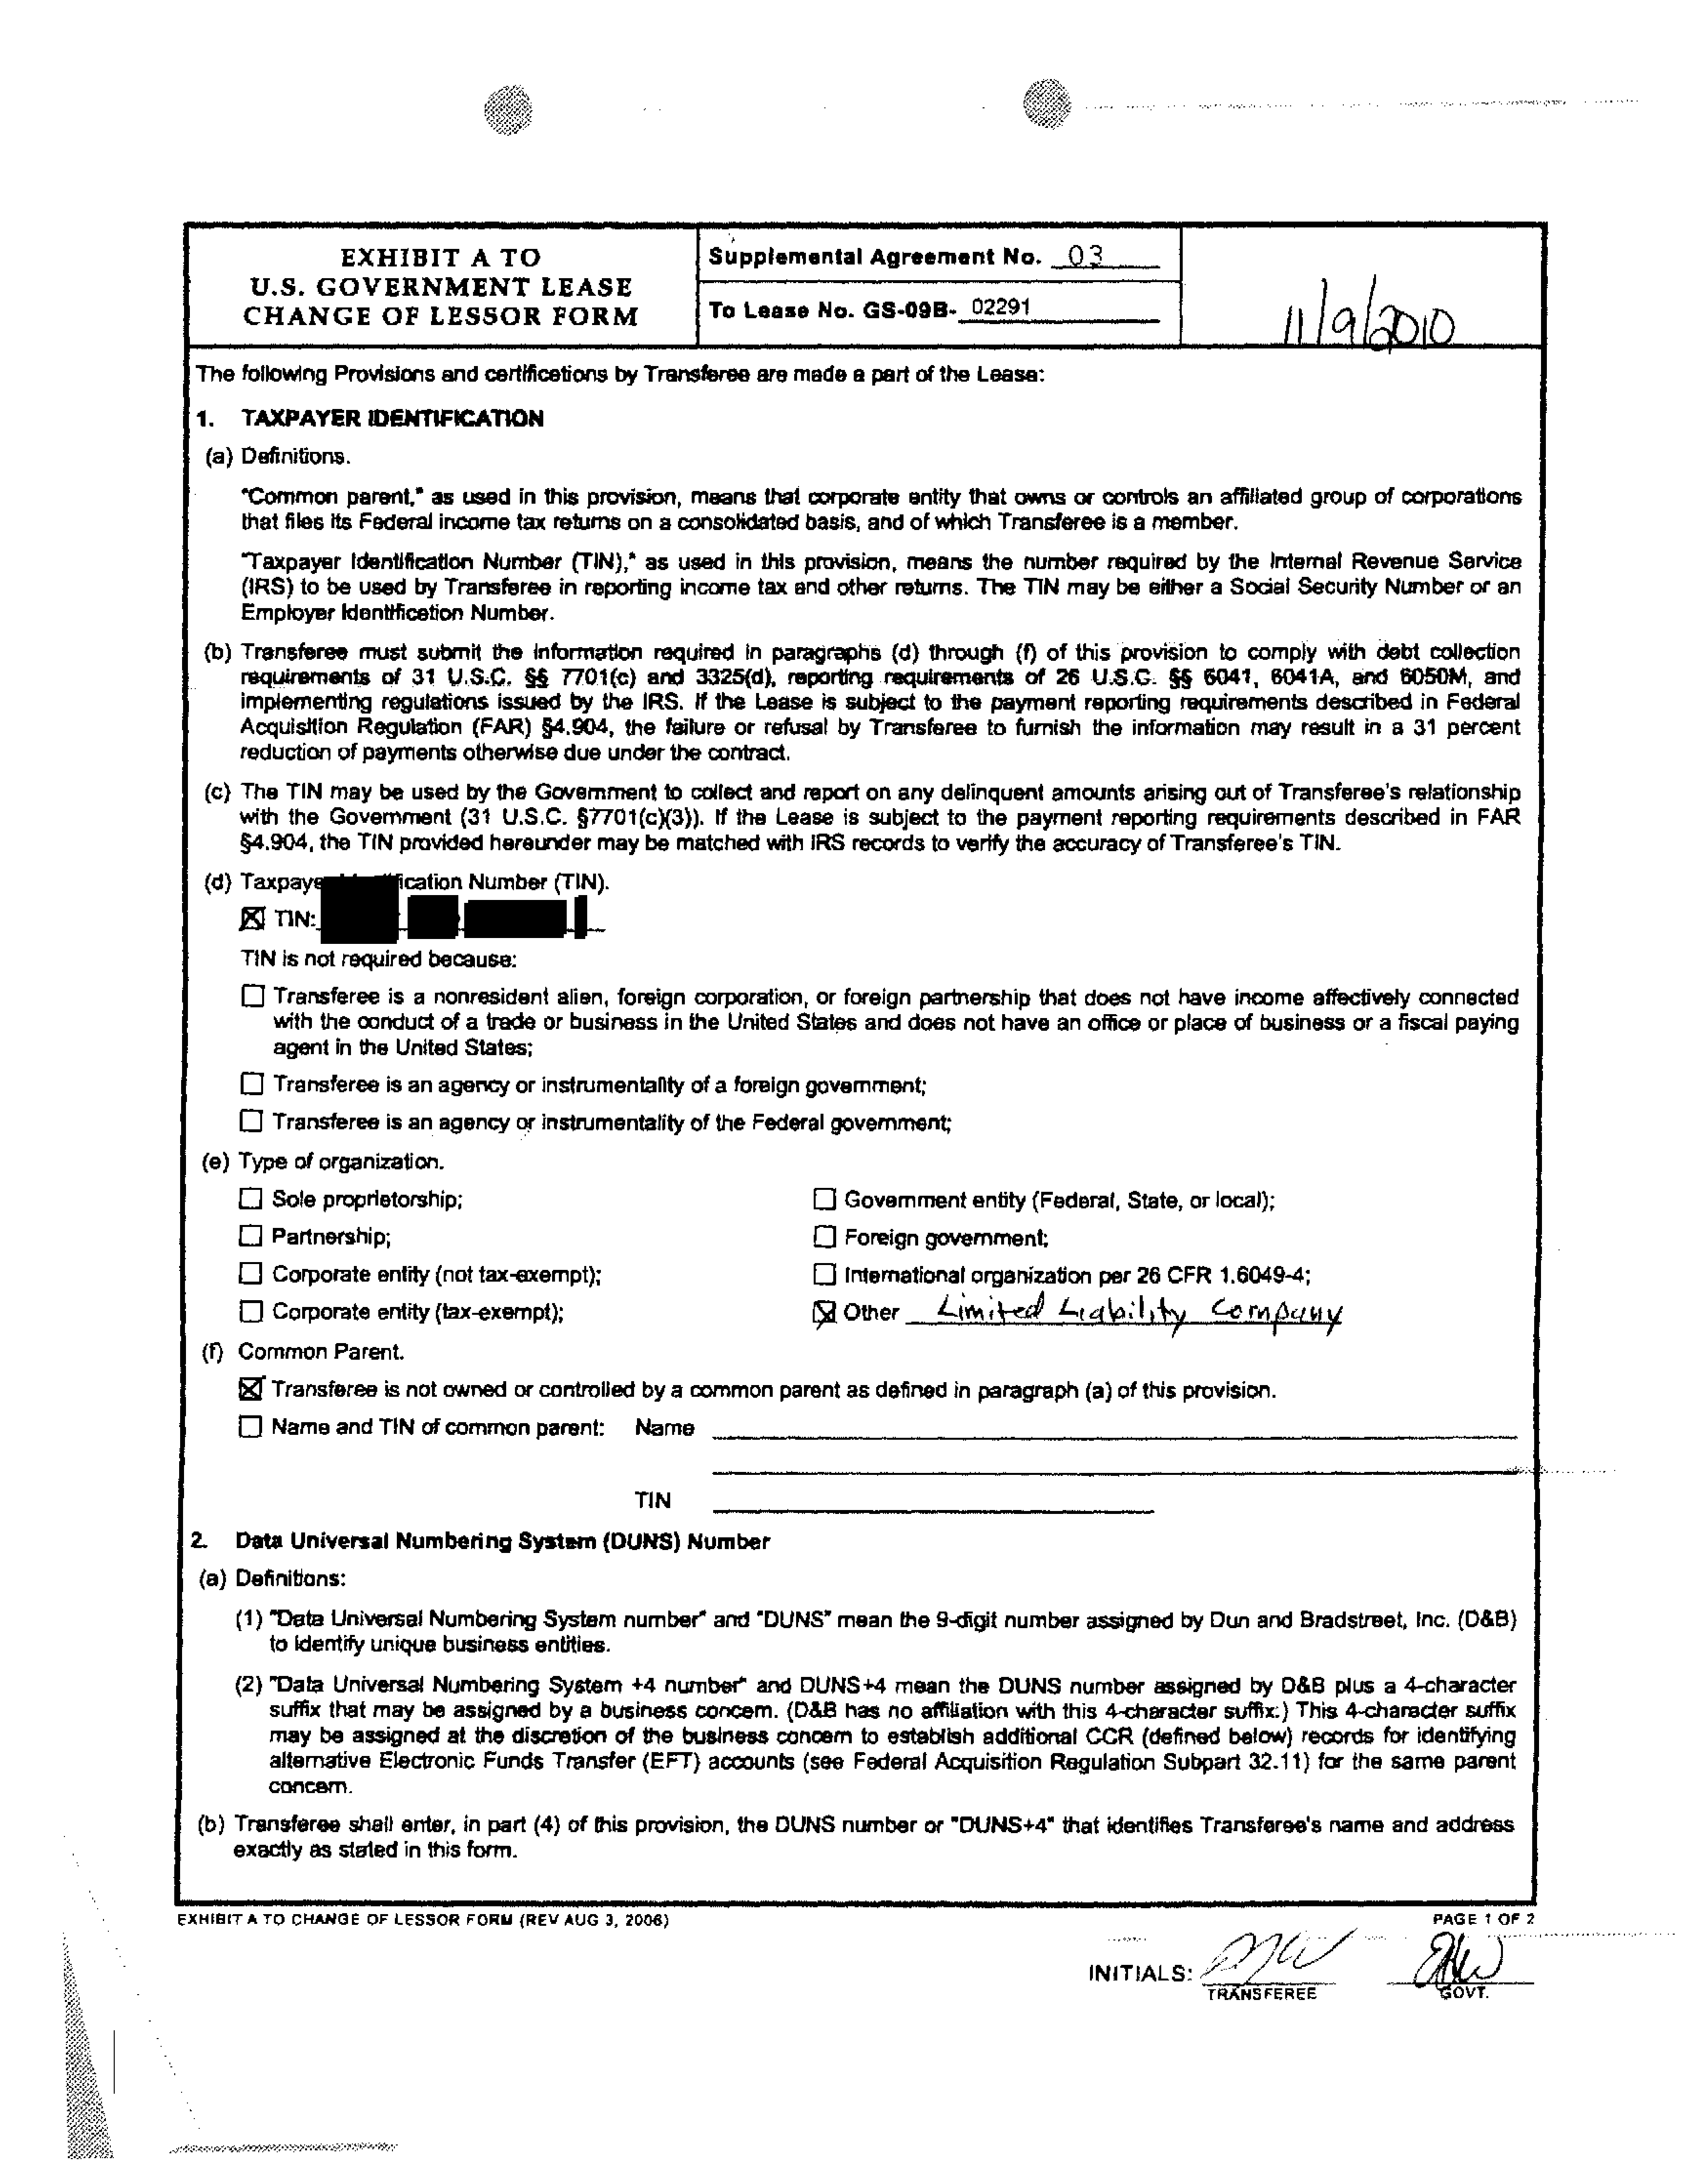 EXHIBIT A TO
U.S. GOVERNMENT LEASE
CHANGE OF LESSOR FORM
Supplemental Agreement No. 03
To Lease No. GS-09B- 02291
11/9/2010
The following Provisions and certifications by Transferee are made a part of the Lease:
1. TAXPAYER IDENTIFICATION
(a) Definitions.
"Common parent," as used in this provision, means that corporate entity that owns or controls an affiliated group of corporations
that files its Federal income tax returns on a consolidated basis, and of which Transferee is a member.
"Taxpayer Identification Number (TIN)," as used in this provision, means the number required by the Internal Revenue Service
(IRS) to be used by Transferee in reporting income tax and other returns. The TIN may be either a Social Security Number or an
Employer Identification Number.
(b) Transferee must submit the information required in paragraphs (d) through (f) of this provision to comply with debt collection
requirements of 31 U.S.C. §§ 7701(c) and 3325(d), reporting requirements of 26 U.S.C. §§ 6041, 6041A, and 6050M, and
implementing regulations issued by the IRS. If the Lease is subject to the payment reporting requirements described in Federal
Acquisition Regulation (FAR) §4.904, the failure or refusal by Transferee to furnish the information may result in a 31 percent
reduction of payments otherwise due under the contract.
(c) The TIN may be used by the Government to collect and report on any delinquent amounts arising out of Transferee's relationship
with the Government (31 U.S.C. §7701(c)(3)). If the Lease is subject to the payment reporting requirements described in FAR
§4.904, the TIN provided hereunder may be matched with IRS records to verify the accuracy of Transferee's TIN.
(d) Taxpaye ication Number (TIN).
☒ TIN:
TIN is not required because:
☐ Transferee is a nonresident alien, foreign corporation, or foreign partnership that does not have income affectively connected
with the conduct of a trade or business in the United States and does not have an office or place of business or a fiscal paying
agent in the United States;
☐ Transferee is an agency or instrumentality of a foreign government;
☐ Transferee is an agency or instrumentality of the Federal government;
(e) Type of organization.
☐ Sole proprietorship; ☐ Government entity (Federal, State, or local);
☐ Partnership; ☐ Foreign government;
☐ Corporate entity (not tax-exempt); ☐ International organization per 26 CFR 1.6049-4;
☐ Corporate entity (tax-exempt); ☒ Other Limited Liability Company
(f) Common Parent.
☒ Transferee is not owned or controlled by a common parent as defined in paragraph (a) of this provision.
☐ Name and TIN of common parent: Name
TIN
2. Data Universal Numbering System (DUNS) Number
(a) Definitions:
(1) "Data Universal Numbering System number" and "DUNS" mean the 9-digit number assigned by Dun and Bradstreet, Inc. (D&B)
to identify unique business entities.
(2) "Data Universal Numbering System +4 number" and DUNS+4 mean the DUNS number assigned by D&B plus a 4-character
suffix that may be assigned by a business concern. (D&B has no affiliation with this 4-character suffix.) This 4-character suffix
may be assigned at the discretion of the business concern to establish additional CCR (defined below) records for identifying
alternative Electronic Funds Transfer (EFT) accounts (see Federal Acquisition Regulation Subpart 32.11) for the same parent
concern.
(b) Transferee shall enter, in part (4) of this provision, the DUNS number or "DUNS+4" that identifies Transferee's name and address
exactly as stated in this form.
EXHIBIT A TO CHANGE OF LESSOR FORM (REV AUG 3, 2006) PAGE 1 OF 2
INITIALS:
TRANSFEREE GOVT.